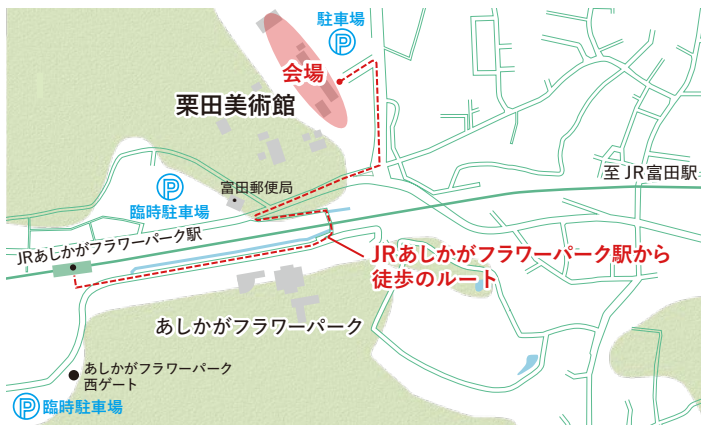 駐車場
P
会場
栗田美術館
至JR富田駅
富田郵便局
P
臨時駐車場
JRあしかがフラワーパーク駅
JRあしかがフラワーパーク駅から
徒歩のルート
あしかがフラワーパーク
あしかがフラワーパーク
西ゲート
P 臨時駐車場